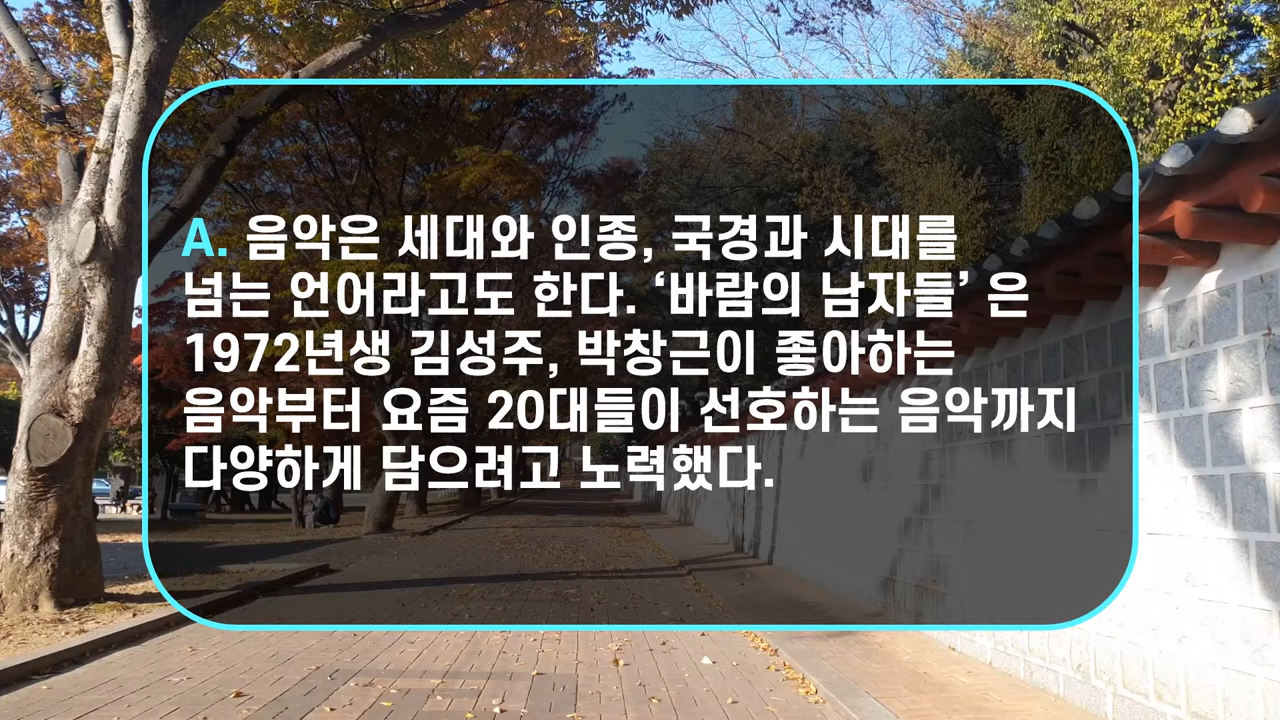 A. 음악은 세대와 인종, 국경과 시대를
넘는 언어라고도 한다. ‘바람의 남자들’ 은
1972년생 김성주, 박창근이 좋아하는
음악부터 요즘 20대들이 선호하는 음악까지
다양하게 담으려고 노력했다.